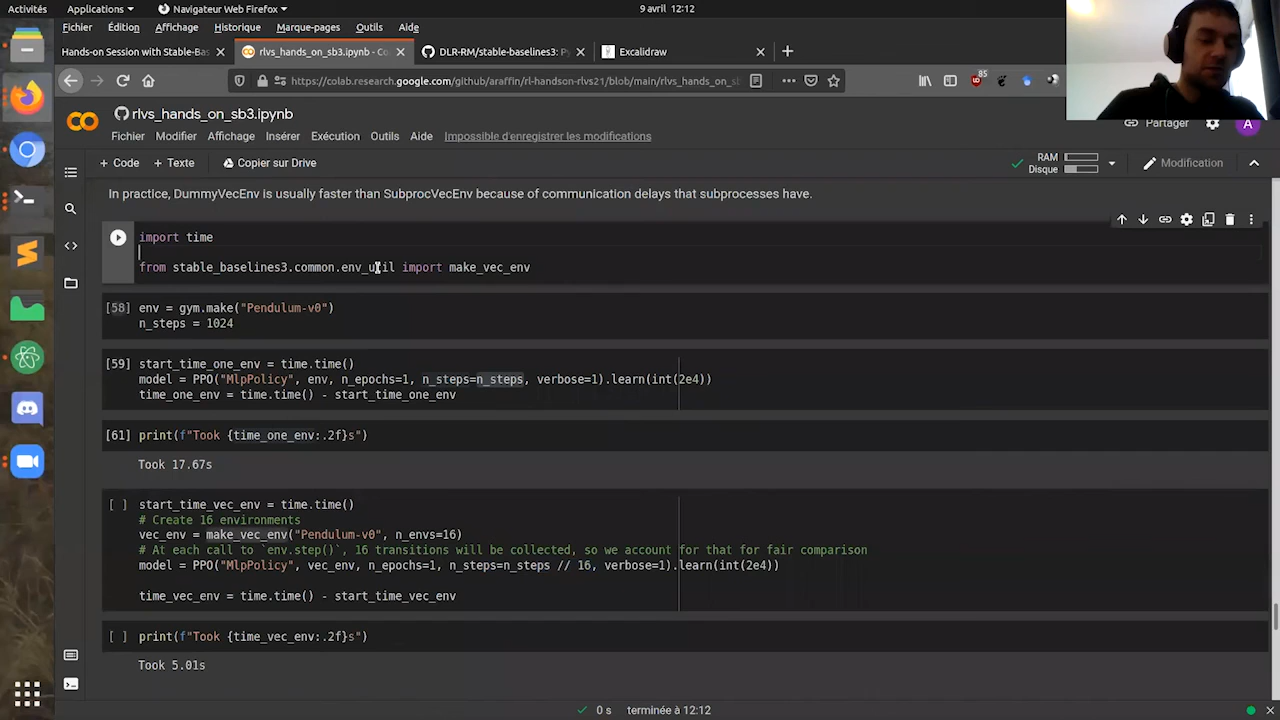 Activités
Applications
Navigateur Web Firefox
9 avril 12:12
Fichier Édition Affichage Historique Marque-pages Outils Aide
Hands-on Session with Stable-Bas
rlvs_hands_on_sb3.ipynb - Co
DLR-RM/stable-baselines3: Py
Excalidraw
https://colab.research.google.com/github/araffin/rl-handson-rlvs21/blob/main/rlvs_hands_on_s
85
rlvs_hands_on_sb3.ipynb
Fichier Modifier Affichage Insérer Exécution Outils Aide Impossible d'enregistrer les modifications
Partager
A
+ Code + Texte Copier sur Drive
RAM
Disque
Modification
In practice, DummyVecEnv is usually faster than SubprocVecEnv because of communication delays that subprocesses have.
import time
from stable_baselines3.common.env_util import make_vec_env
[58] env = gym.make("Pendulum-v0")
n_steps = 1024
[59] start_time_one_env = time.time()
model = PPO("MlpPolicy", env, n_epochs=1, n_steps=n_steps, verbose=1).learn(int(2e4))
time_one_env = time.time() - start_time_one_env
[61] print(f"Took {time_one_env:.2f}s")
Took 17.67s
[ ] start_time_vec_env = time.time()
# Create 16 environments
vec_env = make_vec_env("Pendulum-v0", n_envs=16)
# At each call to `env.step()`, 16 transitions will be collected, so we account for that for fair comparison
model = PPO("MlpPolicy", vec_env, n_epochs=1, n_steps=n_steps // 16, verbose=1).learn(int(2e4))
time_vec_env = time.time() - start_time_vec_env
[ ] print(f"Took {time_vec_env:.2f}s")
Took 5.01s
0 s terminée à 12:12